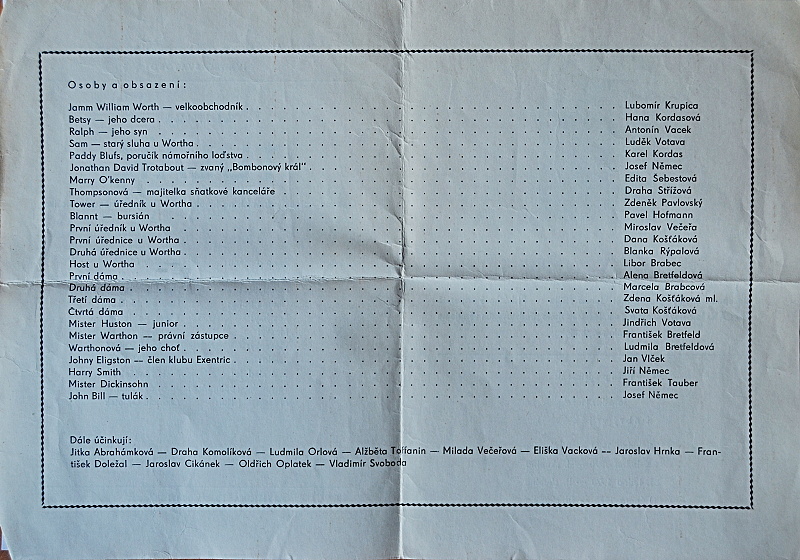 Osoby a obsazení:
Jamm William Worth — velkoobchodník . . . . . Lubomír Krupica
Betsy — jeho dcera . . . . . Hana Kordasová
Ralph — jeho syn . . . . . Antonín Vacek
Sam — starý sluha u Wortha . . . . . Luděk Votava
Paddy Blufs, poručík námořního loďstva . . . . . Karel Kordas
Jonathan David Trotabout — zvaný „Bombonový král" . . . . . Josef Němec
Marry O'kenny . . . . . Edita Šebestová
Thompsonová — majitelka sňatkové kanceláře . . . . . Draha Střížová
Tower — úředník u Wortha . . . . . Zdeněk Pavlovský
Blannt — bursián . . . . . Pavel Hofmann
První úředník u Wortha . . . . . Miroslav Večeřa
První úřednice u Wortha . . . . . Dana Košťáková
Druhá úřednice u Wortha . . . . . Blanka Rýpalová
Host u Wortha . . . . . Libor Brabec
První dáma . . . . . Alena Bretfeldová
Druhá dáma . . . . . Marcela Brabcová
Třetí dáma . . . . . Zdena Košťáková ml.
Čtvrtá dáma . . . . . Svata Košťáková
Mister Huston — junior . . . . . Jindřich Votava
Mister Warthon — právní zástupce . . . . . František Bretfeld
Warthonová — jeho choť . . . . . Ludmila Bretfeldová
Johny Eligston — člen klubu Exentric . . . . . Jan Vlček
Harry Smith . . . . . Jiří Němec
Mister Dickinsohn . . . . . František Tauber
John Bill — tulák . . . . . Josef Němec
Dále účinkují:
Jitka Abrahámková — Draha Komolíková — Ludmila Orlová — Alžběta Toffanin — Milada Večeřová — Eliška Vacková -- Jaroslav Hrnka — Fran-
tišek Doležal — Jaroslav Cikánek — Oldřich Oplatek — Vladimír Svoboda